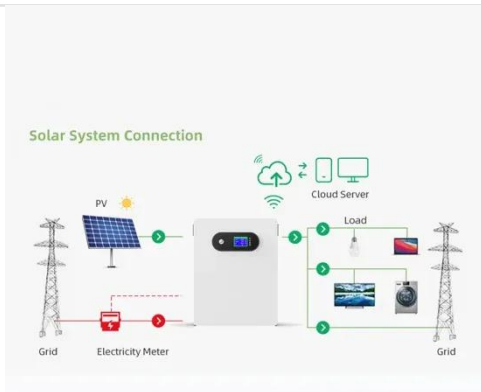 Solar System Connection
Cloud Server
PV
Load
Grid
Electricity Meter
Grid